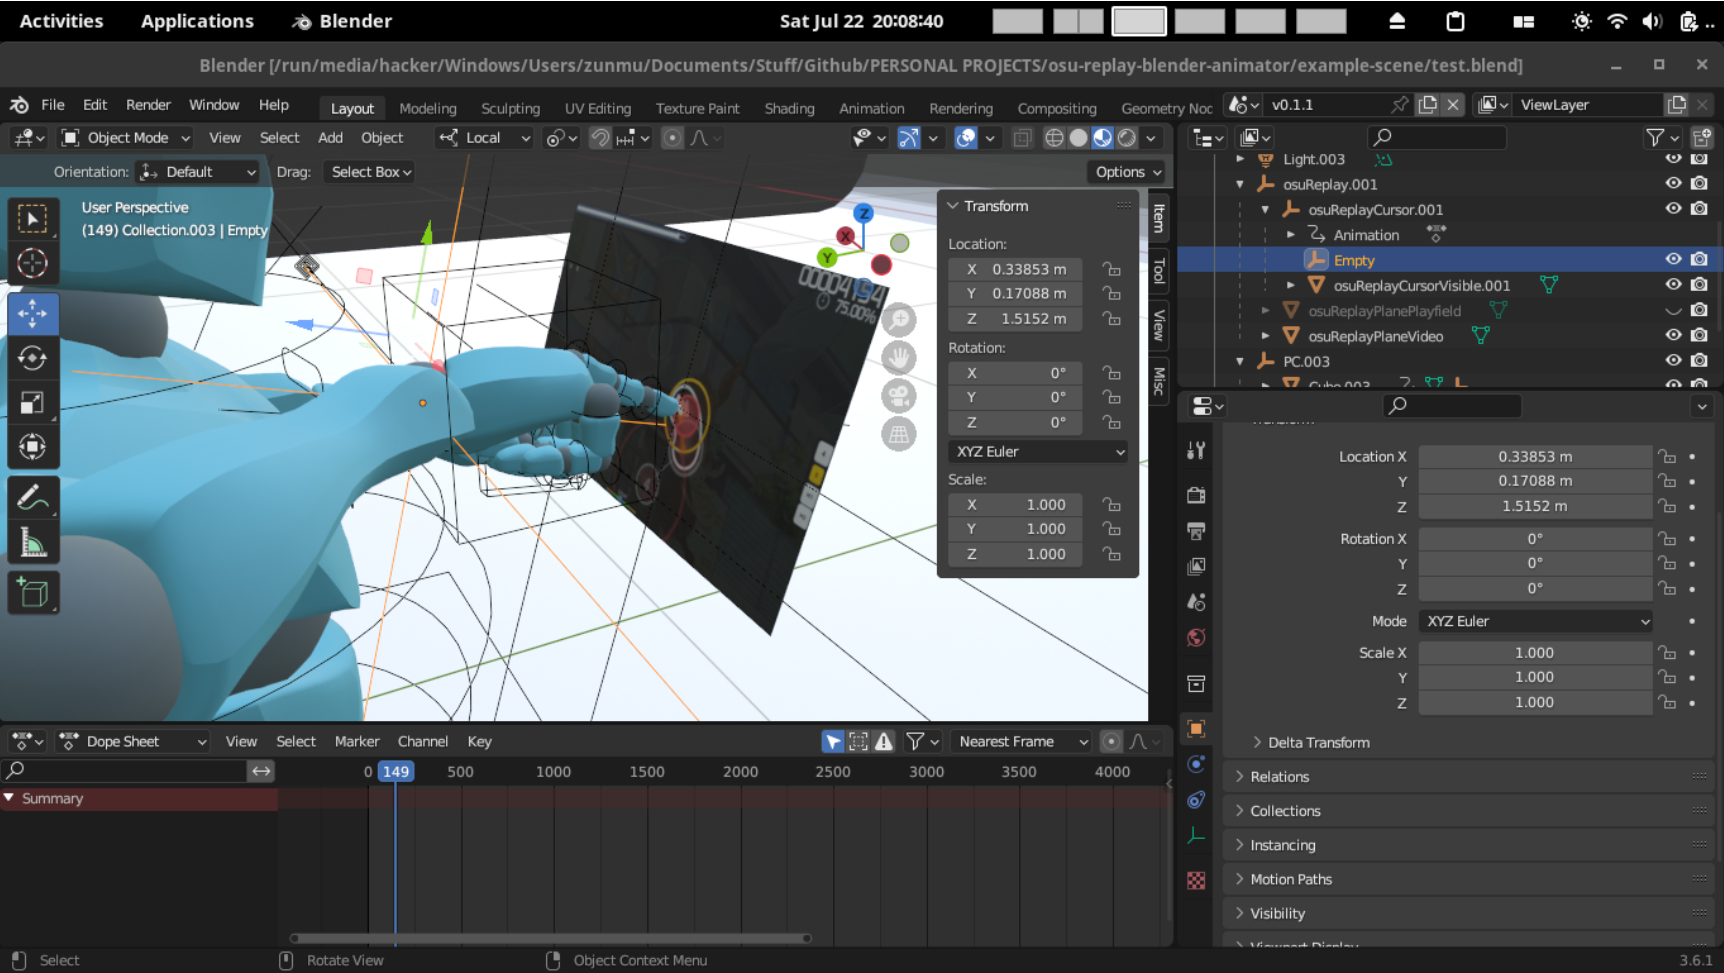 Activities Applications Blender Sat Jul 22 20:08:40
Blender [/run/media/hacker/Windows/Users/zunmu/Documents/Stuff/Github/PERSONAL PROJECTS/osu-replay-blender-animator/example-scene/test.blend]
File Edit Render Window Help Layout Modeling Sculpting UV Editing Texture Paint Shading Animation Rendering Compositing Geometry Noc v0.1.1 ViewLayer
Object Mode View Select Add Object Local
Orientation: Default Drag: Select Box Options
User Perspective
(149) Collection.003 | Empty
Z
X
Y
00004194
75.00%
Transform
Location:
X 0.33853 m
Y 0.17088 m
Z 1.5152 m
Rotation:
X 0°
Y 0°
Z 0°
XYZ Euler
Scale:
X 1.000
Y 1.000
Z 1.000
Item
Tool
View
Misc
Light.003
osuReplay.001
osuReplayCursor.001
Animation
Empty
osuReplayCursorVisible.001
osuReplayPlanePlayfield
osuReplayPlaneVideo
PC.003
Cube.003
Transform
Location X 0.33853 m
Y 0.17088 m
Z 1.5152 m
Rotation X 0°
Y 0°
Z 0°
Mode XYZ Euler
Scale X 1.000
Y 1.000
Z 1.000
Delta Transform
Relations
Collections
Instancing
Motion Paths
Visibility
Viewport Display
Dope Sheet View Select Marker Channel Key Nearest Frame
0 149 500 1000 1500 2000 2500 3000 3500 4000
Summary
Select Rotate View Object Context Menu 3.6.1